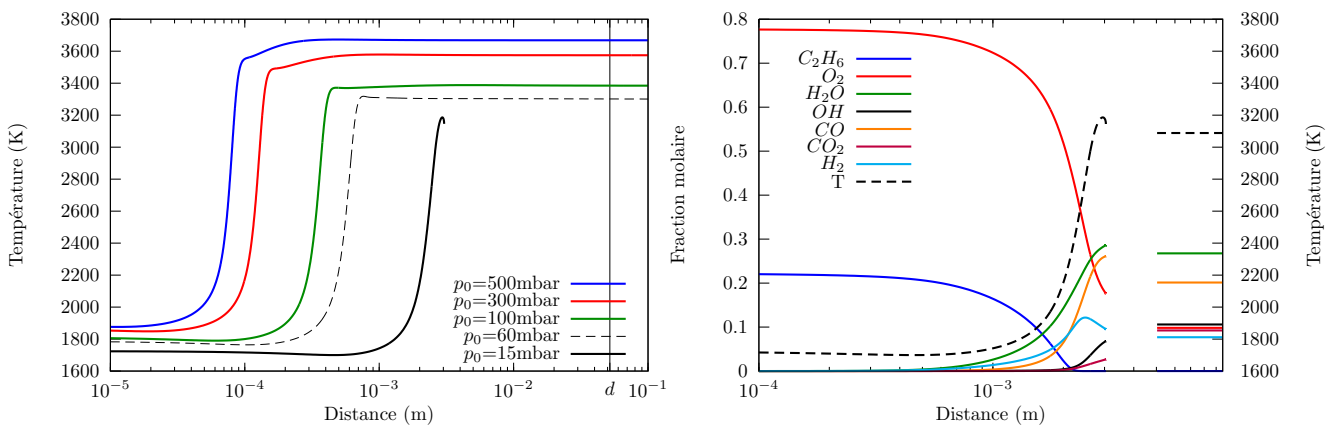 3800
3600
3400
3200
3000
2800
2600
2400
2200
2000
1800
1600
Température (K)
p₀=500mbar
p₀=300mbar
p₀=100mbar
p₀=60mbar
p₀=15mbar
10⁻⁵
10⁻⁴
10⁻³
10⁻²
d
10⁻¹
Distance (m)
0.8
0.7
0.6
0.5
0.4
0.3
0.2
0.1
0
Fraction molaire
C₂H₆
O₂
H₂O
OH
CO
CO₂
H₂
T
10⁻⁴
10⁻³
Distance (m)
3800
3600
3400
3200
3000
2800
2600
2400
2200
2000
1800
1600
Température (K)